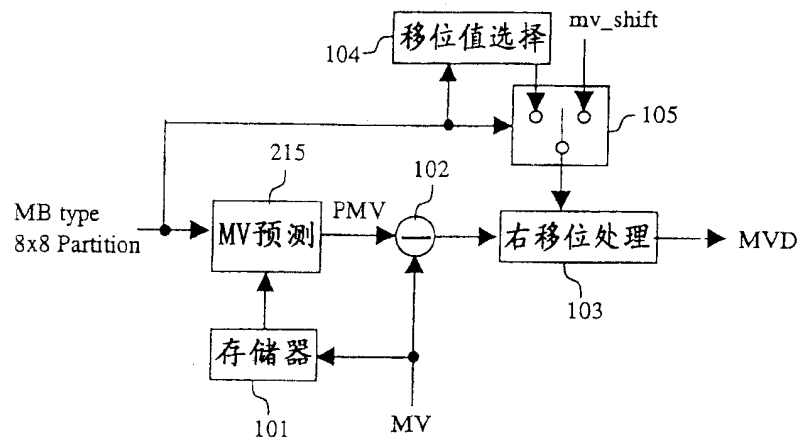 104
移位值选择
mv_shift
105
215
102
MB type
8x8 Partition
MV预测
PMV
右移位处理
MVD
103
存储器
101
MV